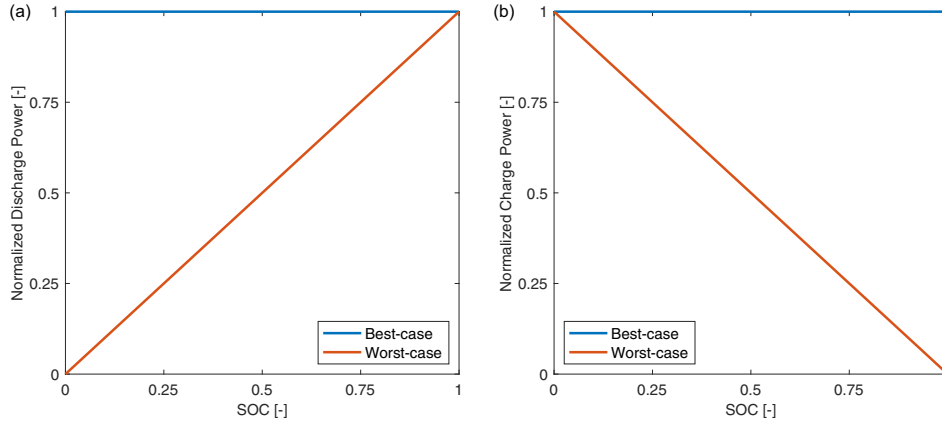 (a)
Normalized Discharge Power [-]
1
0.75
0.5
0.25
0
0
0.25
0.5
0.75
1
SOC [-]
Best-case
Worst-case
(b)
Normalized Charge Power [-]
1
0.75
0.5
0.25
0
0
0.25
0.5
0.75
SOC [-]
Best-case
Worst-case